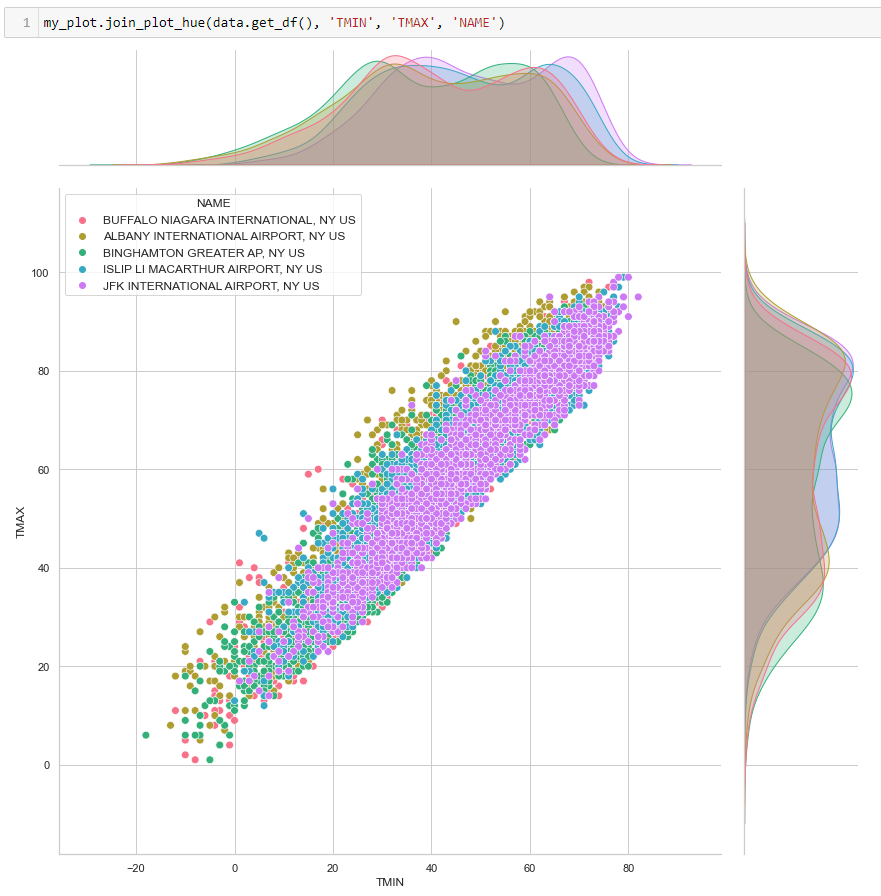 1 my_plot.join_plot_hue(data.get_df(), 'TMIN', 'TMAX', 'NAME')
NAME
BUFFALO NIAGARA INTERNATIONAL, NY US
ALBANY INTERNATIONAL AIRPORT, NY US
BINGHAMTON GREATER AP, NY US
ISLIP LI MACARTHUR AIRPORT, NY US
JFK INTERNATIONAL AIRPORT, NY US
100
80
60
40
20
0
TMAX
−20 0 20 40 60 80
TMIN